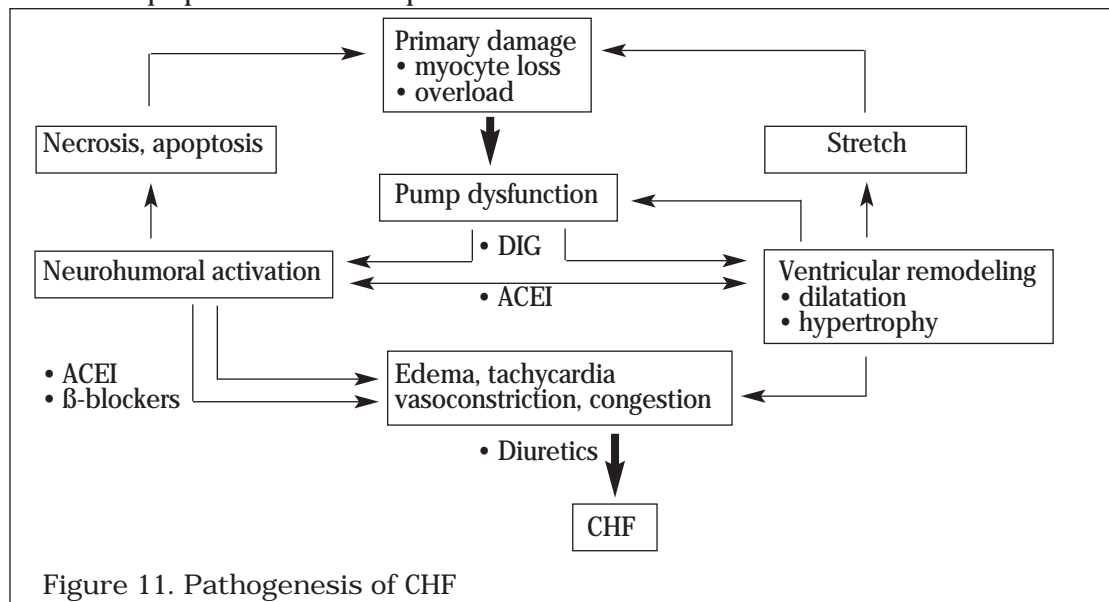 Primary damage
• myocyte loss
• overload
Necrosis, apoptosis
Stretch
Pump dysfunction
• DIG
Neurohumoral activation
Ventricular remodeling
• dilatation
• hypertrophy
• ACEI
• ACEI
• ß-blockers
Edema, tachycardia
vasoconstriction, congestion
• Diuretics
CHF
Figure 11. Pathogenesis of CHF